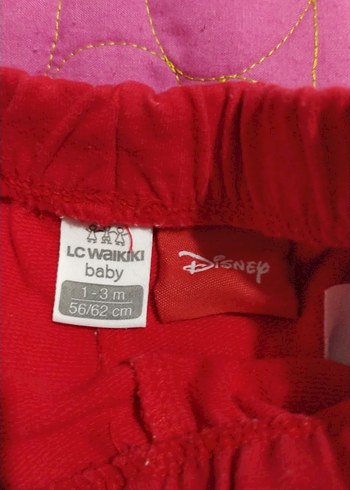 LC WAIKIKI
baby
1 - 3 m
56/62 cm
Disney